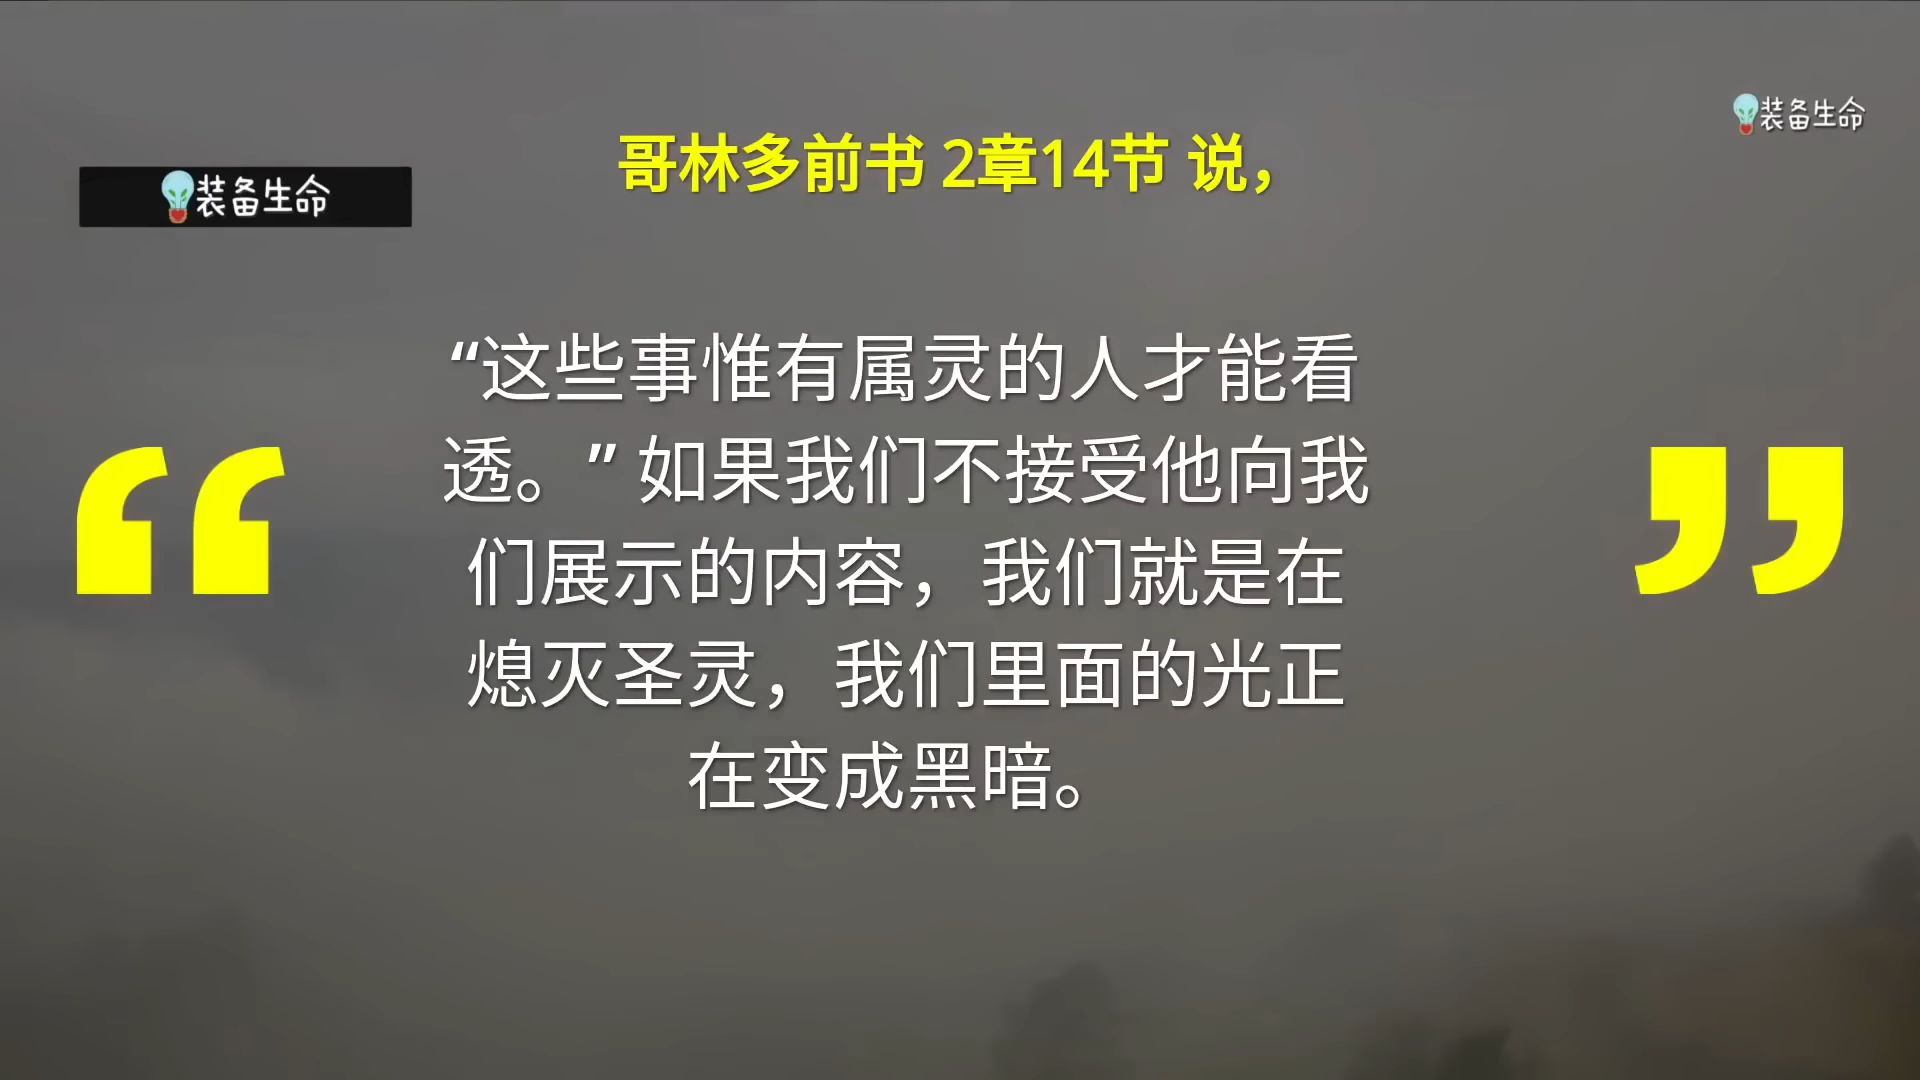 装备生命
哥林多前书 2章14节 说，
装备生命
“这些事惟有属灵的人才能看
透。” 如果我们不接受他向我
们展示的内容，我们就是在
熄灭圣灵，我们里面的光正
在变成黑暗。